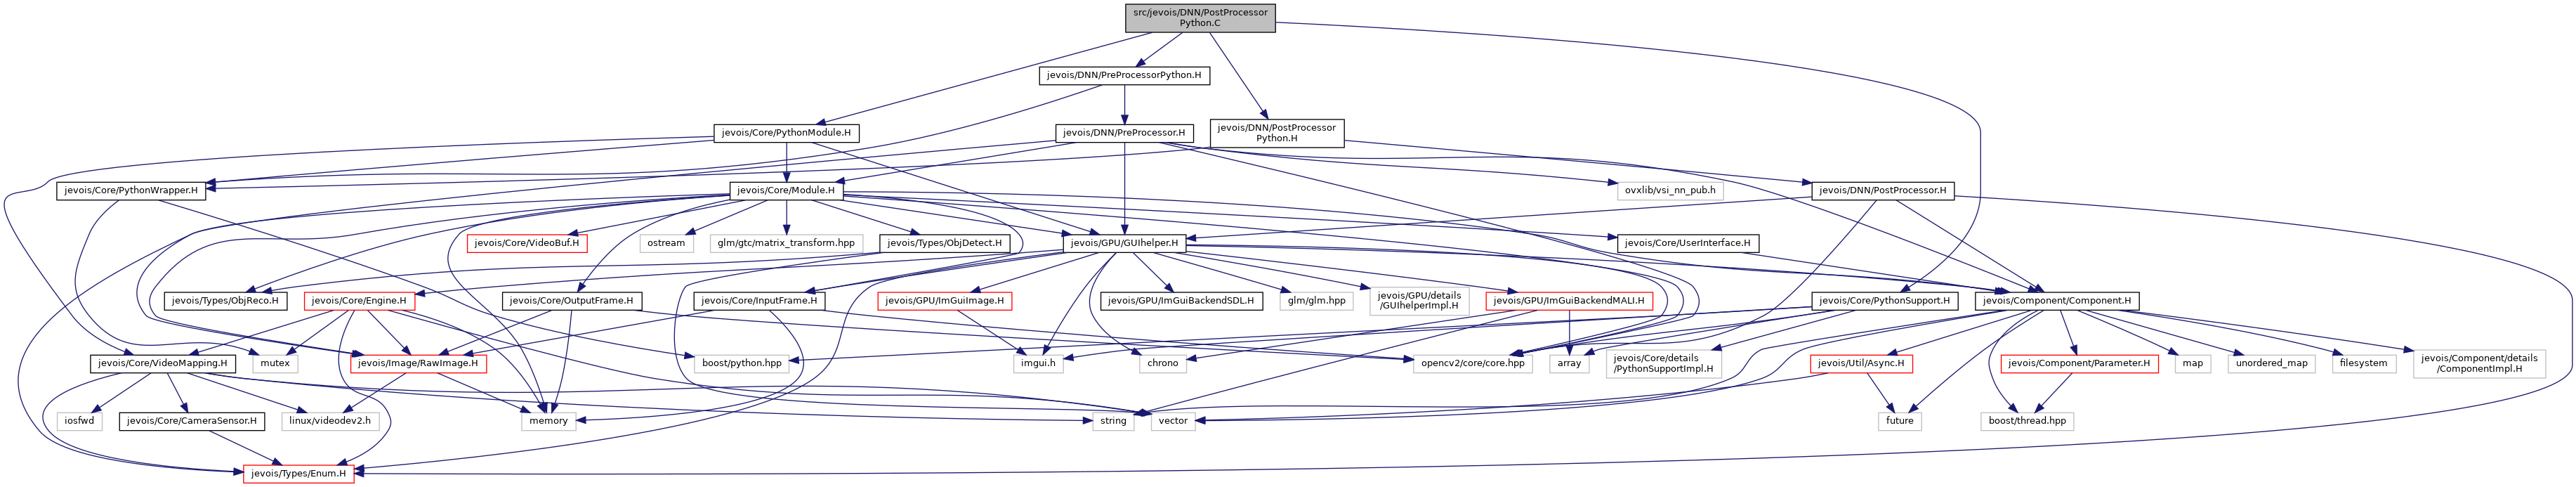 src/jevois/DNN/PostProcessor
Python.C
jevois/DNN/PreProcessorPython.H
jevois/Core/PythonModule.H
jevois/DNN/PreProcessor.H
jevois/DNN/PostProcessor
Python.H
jevois/Core/PythonWrapper.H
jevois/Core/Module.H
ovxlib/vsi_nn_pub.h
jevois/DNN/PostProcessor.H
jevois/Core/VideoBuf.H
ostream
glm/gtc/matrix_transform.hpp
jevois/Types/ObjDetect.H
jevois/GPU/GUIhelper.H
jevois/Core/UserInterface.H
jevois/Types/ObjReco.H
jevois/Core/Engine.H
jevois/Core/OutputFrame.H
jevois/Core/InputFrame.H
jevois/GPU/ImGuiImage.H
jevois/GPU/ImGuiBackendSDL.H
glm/glm.hpp
jevois/GPU/details
/GUIhelperImpl.H
jevois/GPU/ImGuiBackendMALI.H
jevois/Core/PythonSupport.H
jevois/Component/Component.H
jevois/Core/VideoMapping.H
mutex
jevois/Image/RawImage.H
boost/python.hpp
imgui.h
chrono
opencv2/core/core.hpp
array
jevois/Core/details
/PythonSupportImpl.H
jevois/Util/Async.H
jevois/Component/Parameter.H
map
unordered_map
filesystem
jevois/Component/details
/ComponentImpl.H
iosfwd
jevois/Core/CameraSensor.H
linux/videodev2.h
memory
string
vector
future
boost/thread.hpp
jevois/Types/Enum.H